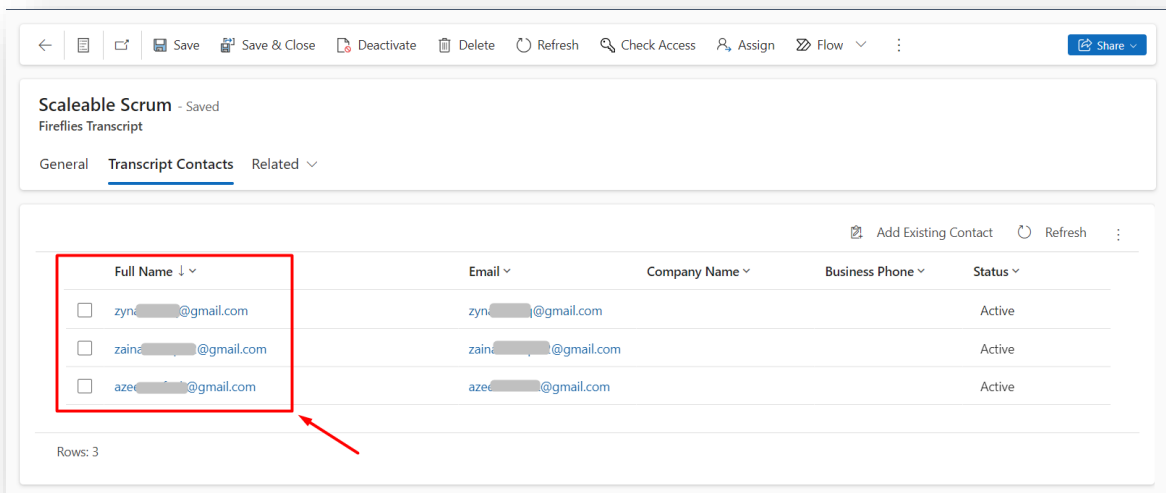 Save Save & Close Deactivate Delete Refresh Check Access Assign Flow Share
Scaleable Scrum - Saved
Fireflies Transcript
General Transcript Contacts Related
Add Existing Contact Refresh
Full Name Email Company Name Business Phone Status
@gmail.com @gmail.com Active
@gmail.com @gmail.com Active
@gmail.com @gmail.com Active
Rows: 3